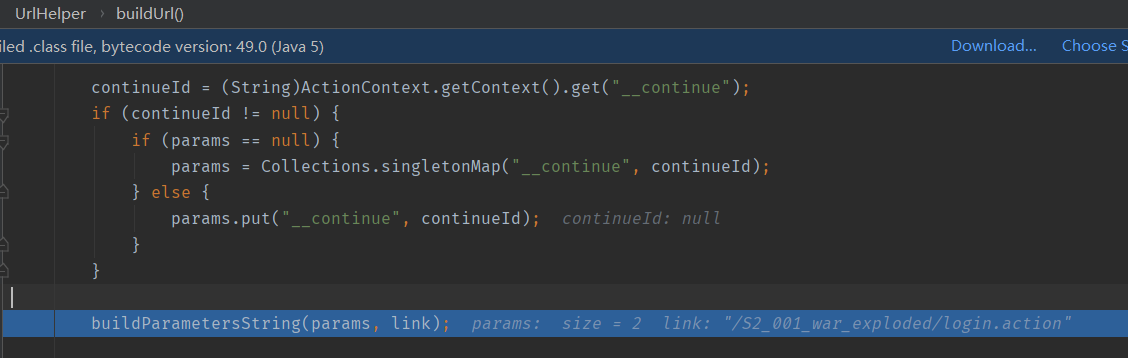 UrlHelper › buildUrl()
iled .class file, bytecode version: 49.0 (Java 5) Download... Choose S
continueId = (String)ActionContext.getContext().get("__continue");
if (continueId != null) {
if (params == null) {
params = Collections.singletonMap("__continue", continueId);
} else {
params.put("__continue", continueId); continueId: null
}
}
buildParametersString(params, link); params: size = 2 link: "/S2_001_war_exploded/login.action"